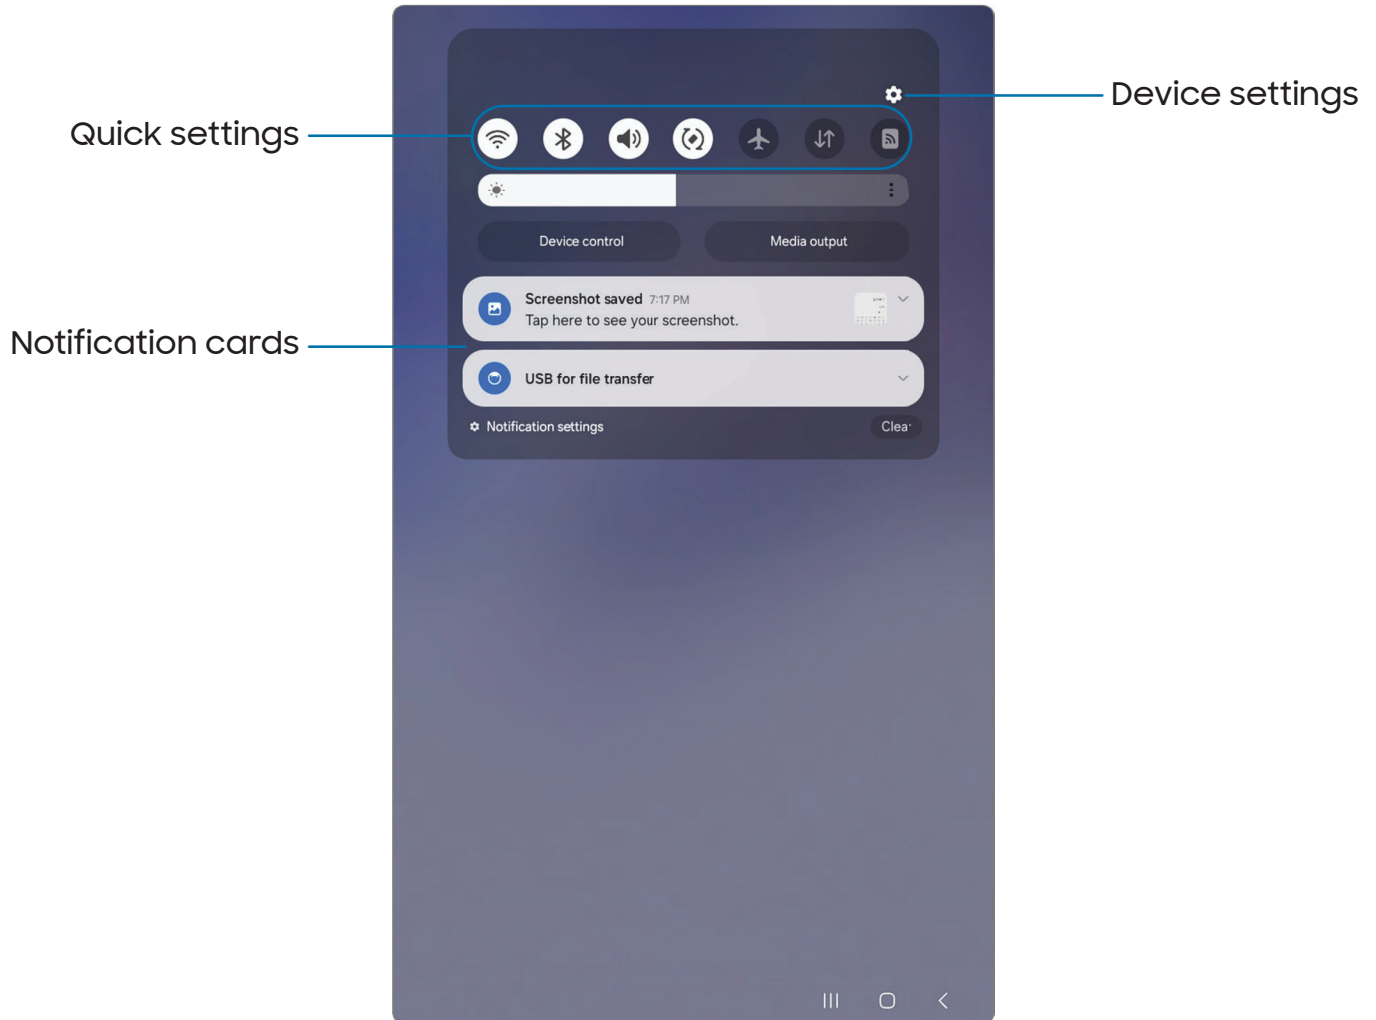 Device settings
Quick settings
Device control
Media output
Screenshot saved 7:17 PM
Tap here to see your screenshot.
Notification cards
USB for file transfer
Notification settings